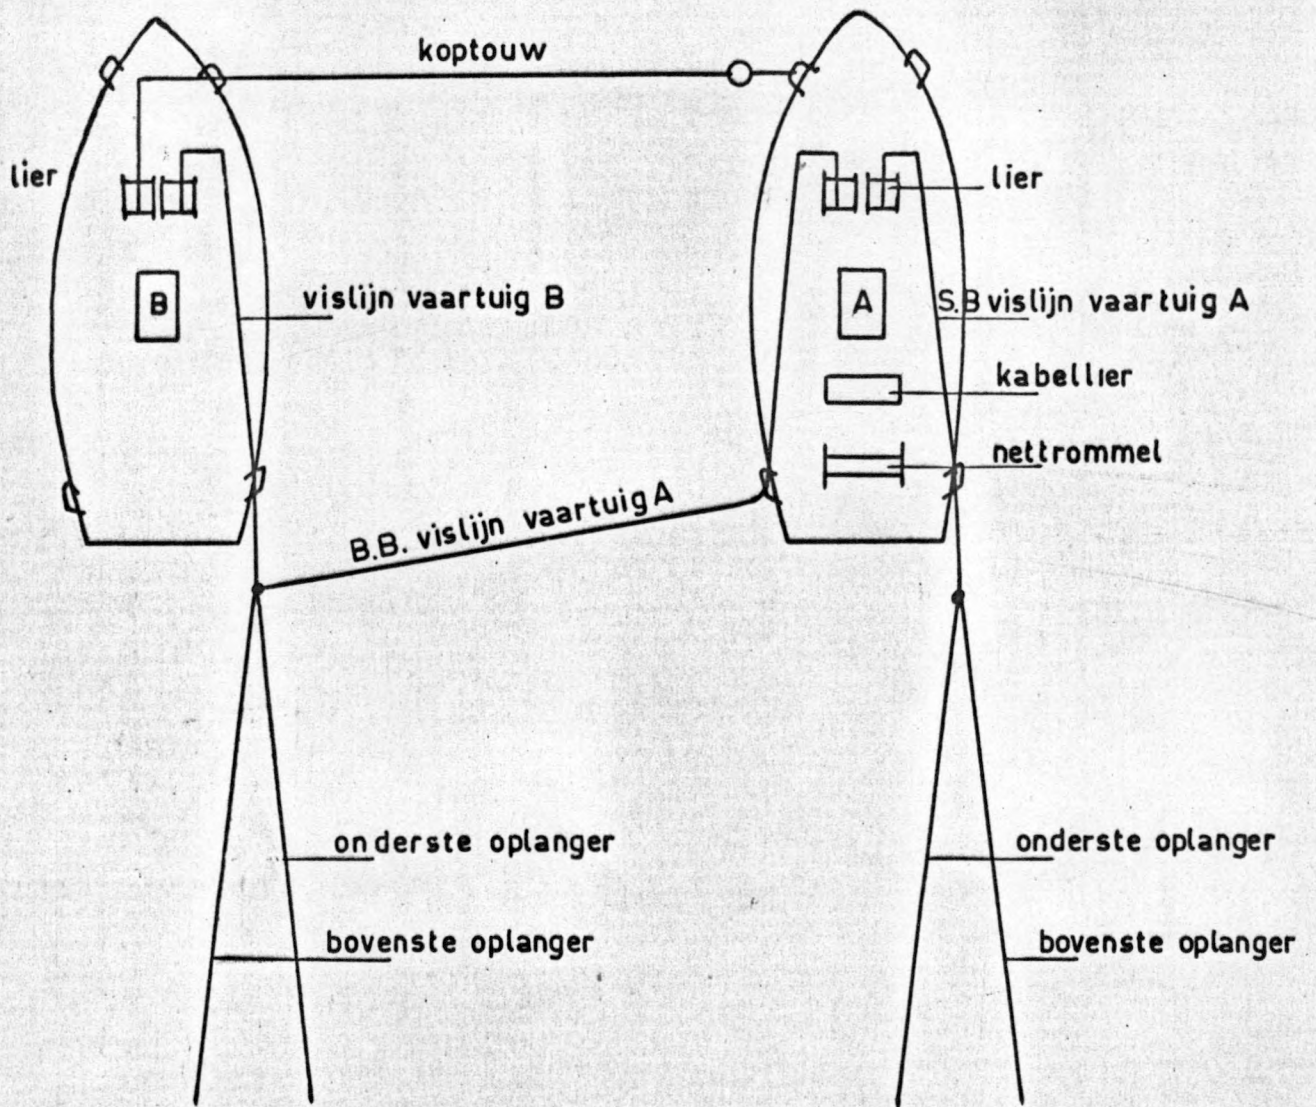 koptouw
lier
lier
B
vislijn vaartuig B
A
S.B vislijn vaartuig A
kabellier
nettrommel
B.B. vislijn vaartuig A
onderste oplanger
onderste oplanger
bovenste oplanger
bovenste oplanger